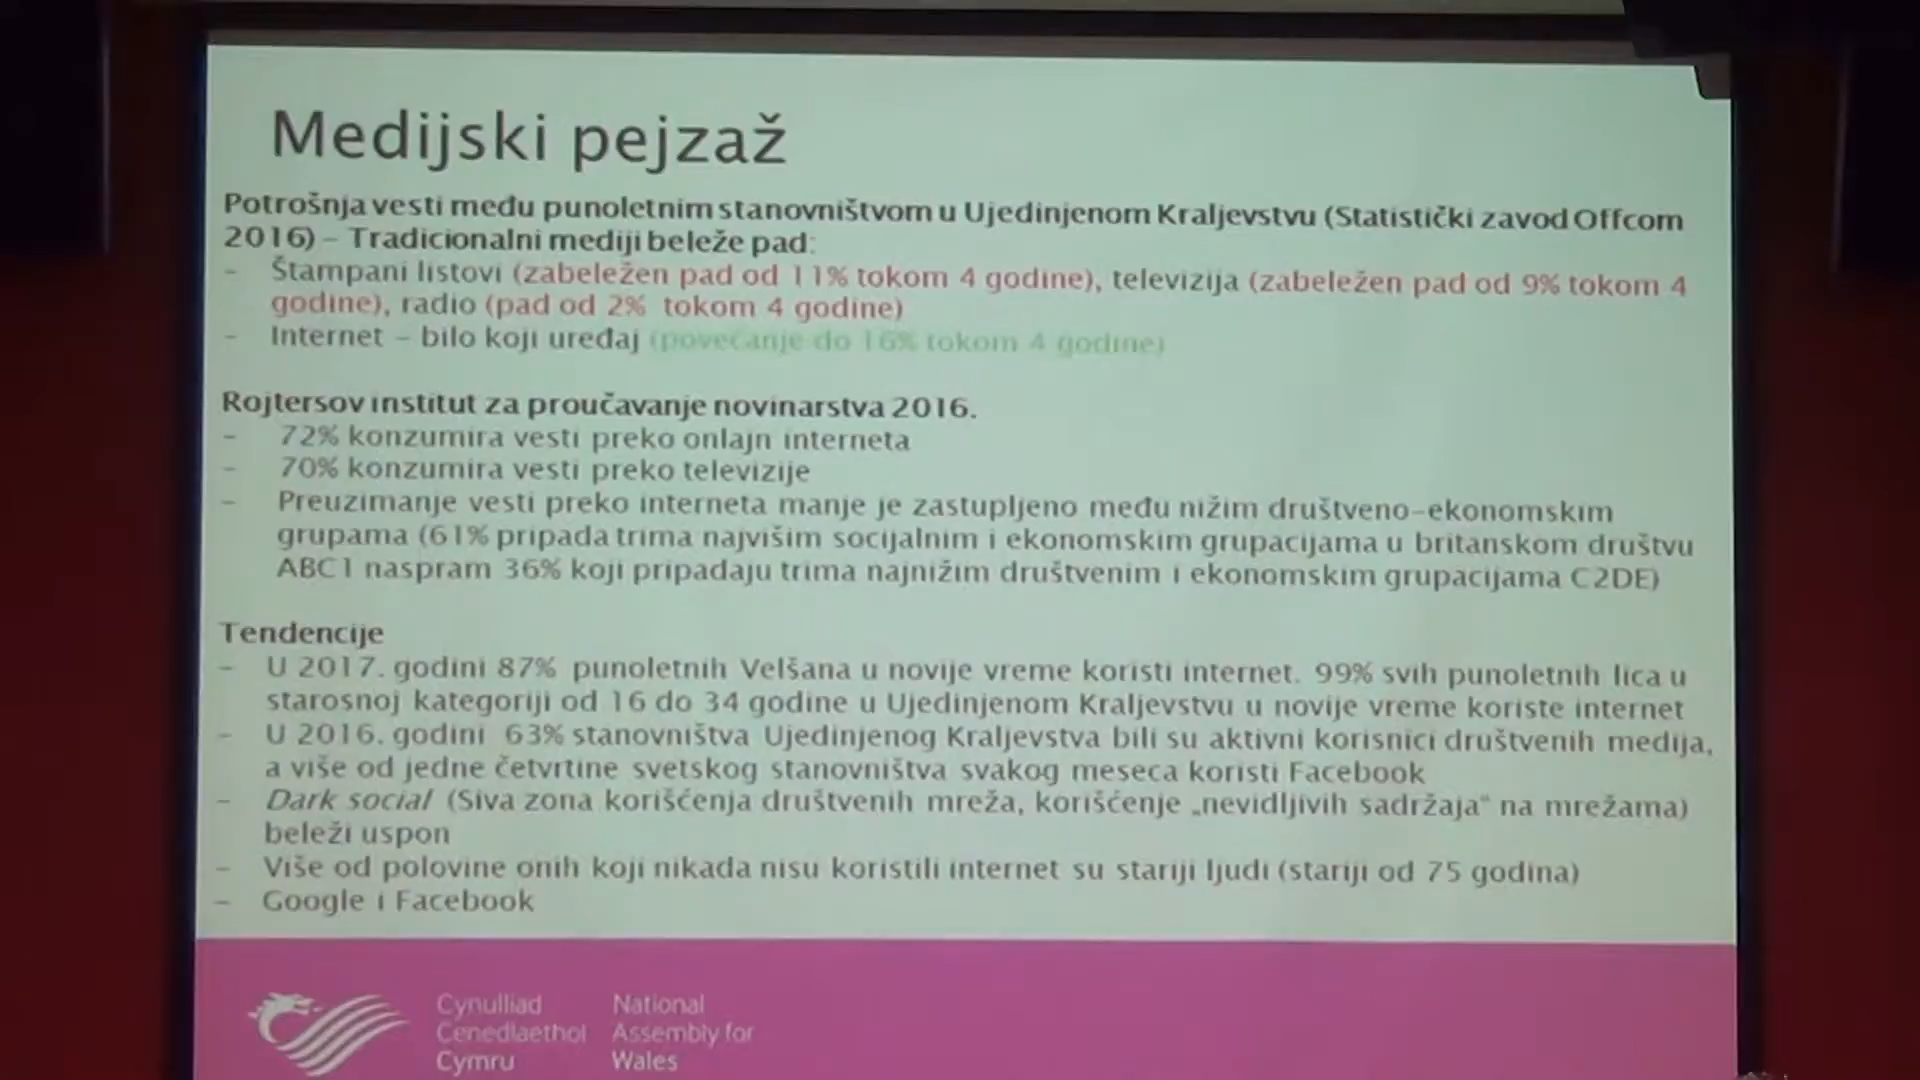 Medijski pejzaž
Potrošnja vesti među punoletnim stanovništvom u Ujedinjenom Kraljevstvu (Statistički zavod Offcom
2016) – Tradicionalni mediji beleže pad:
- Štampani listovi (zabeležen pad od 11% tokom 4 godine), televizija (zabeležen pad od 9% tokom 4
godine), radio (pad od 2% tokom 4 godine)
- Internet – bilo koji uređaj (povećanje do 16% tokom 4 godine)
Rojtersov institut za proučavanje novinarstva 2016.
- 72% konzumira vesti preko onlajn interneta
- 70% konzumira vesti preko televizije
- Preuzimanje vesti preko interneta manje je zastupljeno među nižim društveno-ekonomskim
grupama (61% pripada trima najvišim socijalnim i ekonomskim grupacijama u britanskom društvu
ABC1 naspram 36% koji pripadaju trima najnižim društvenim i ekonomskim grupacijama C2DE)
Tendencije
- U 2017. godini 87% punoletnih Velšana u novije vreme koristi internet. 99% svih punoletnih lica u
starosnoj kategoriji od 16 do 34 godine u Ujedinjenom Kraljevstvu u novije vreme koriste internet
- U 2016. godini 63% stanovništva Ujedinjenog Kraljevstva bili su aktivni korisnici društvenih medija,
a više od jedne četvrtine svetskog stanovništva svakog meseca koristi Facebook
- Dark social (Siva zona korišćenja društvenih mreža, korišćenje „nevidljivih sadržaja“ na mrežama)
beleži uspon
- Više od polovine onih koji nikada nisu koristili internet su stariji ljudi (stariji od 75 godina)
- Google i Facebook
Cynulliad
Cenedlaethol
Cymru
National
Assembly for
Wales